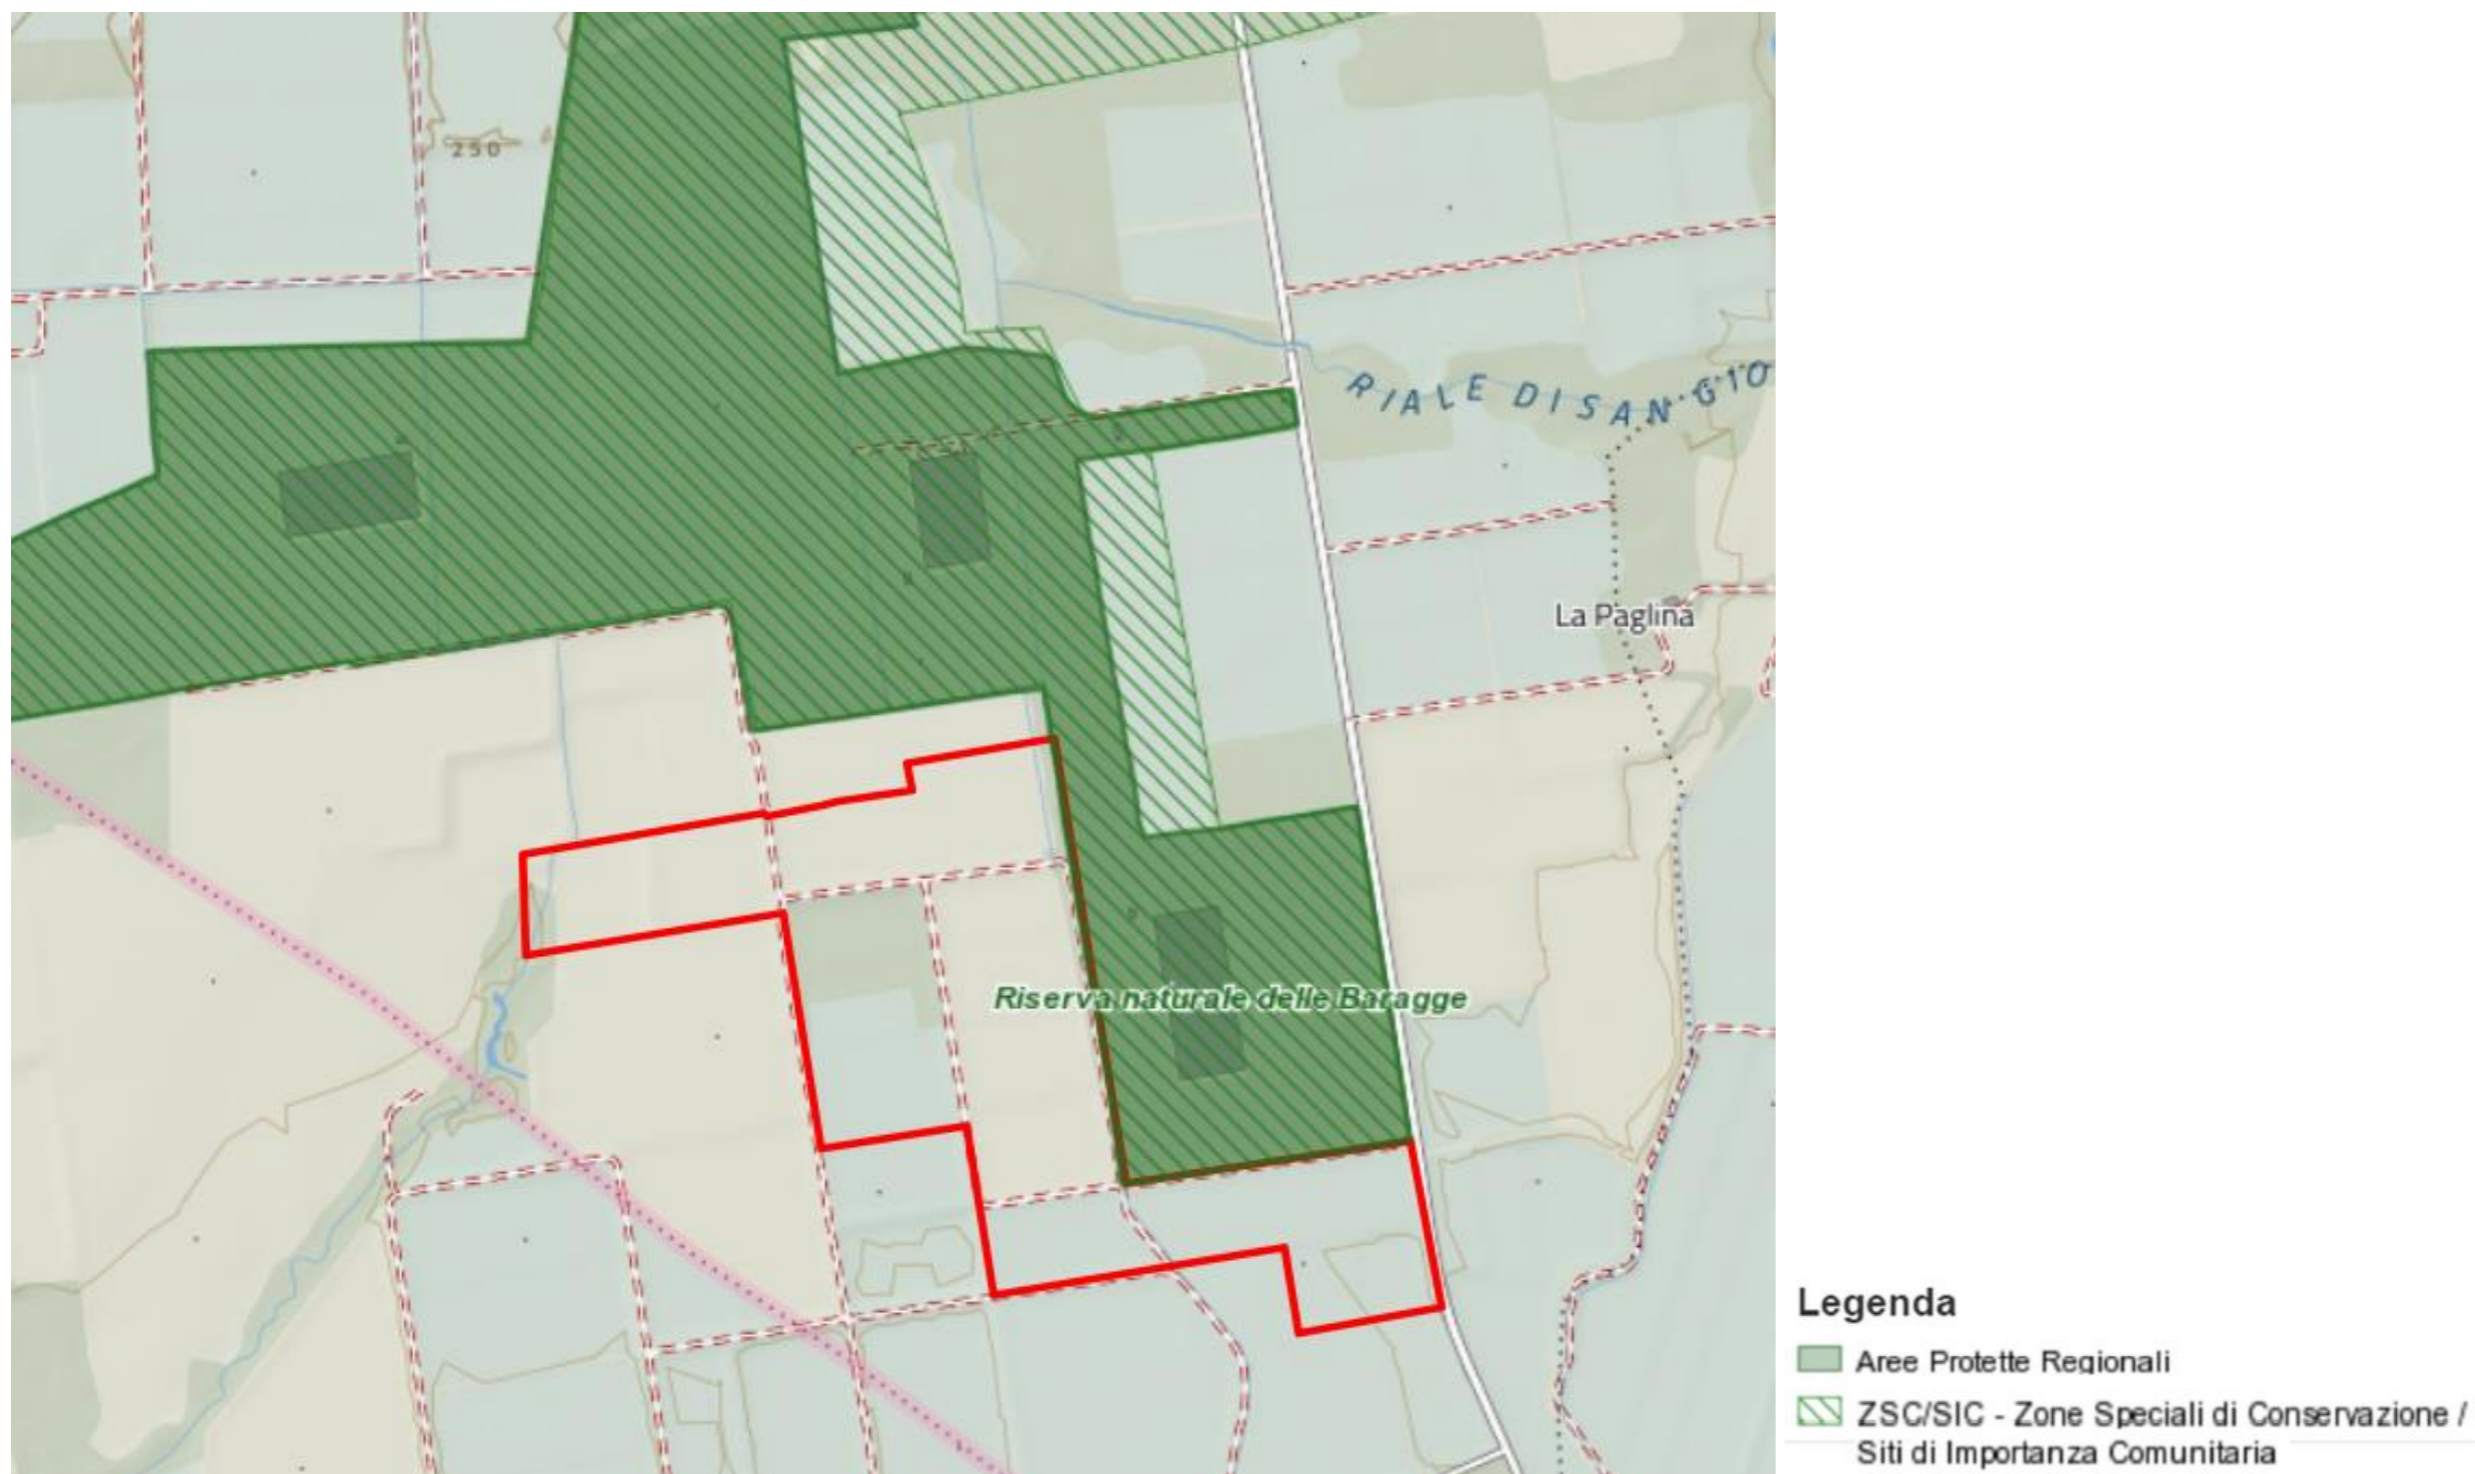 250
RIALE DI SAN GIO
La Paglina
Riserva naturale delle Baragge
Legenda
Aree Protette Regionali
ZSC/SIC - Zone Speciali di Conservazione /
Siti di Importanza Comunitaria